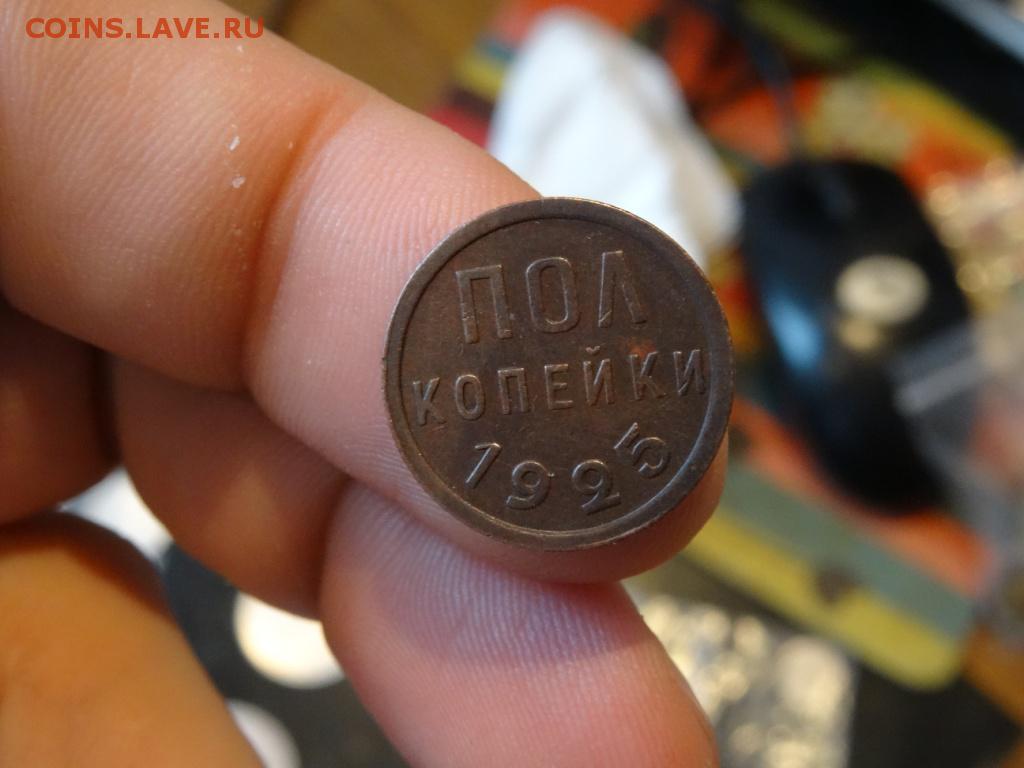 COINS.LAVE.RU
ПОЛ
КОПЕЙКИ
1925